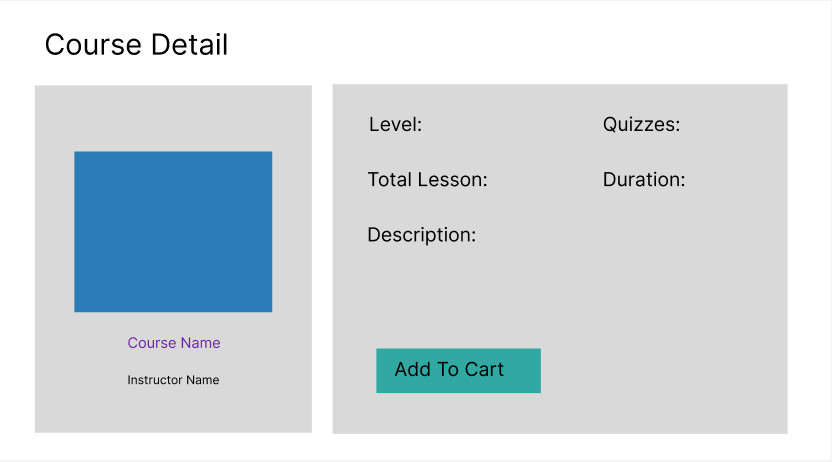 Course Detail
Course Name
Instructor Name
Level:
Quizzes:
Total Lesson:
Duration:
Description:
Add To Cart